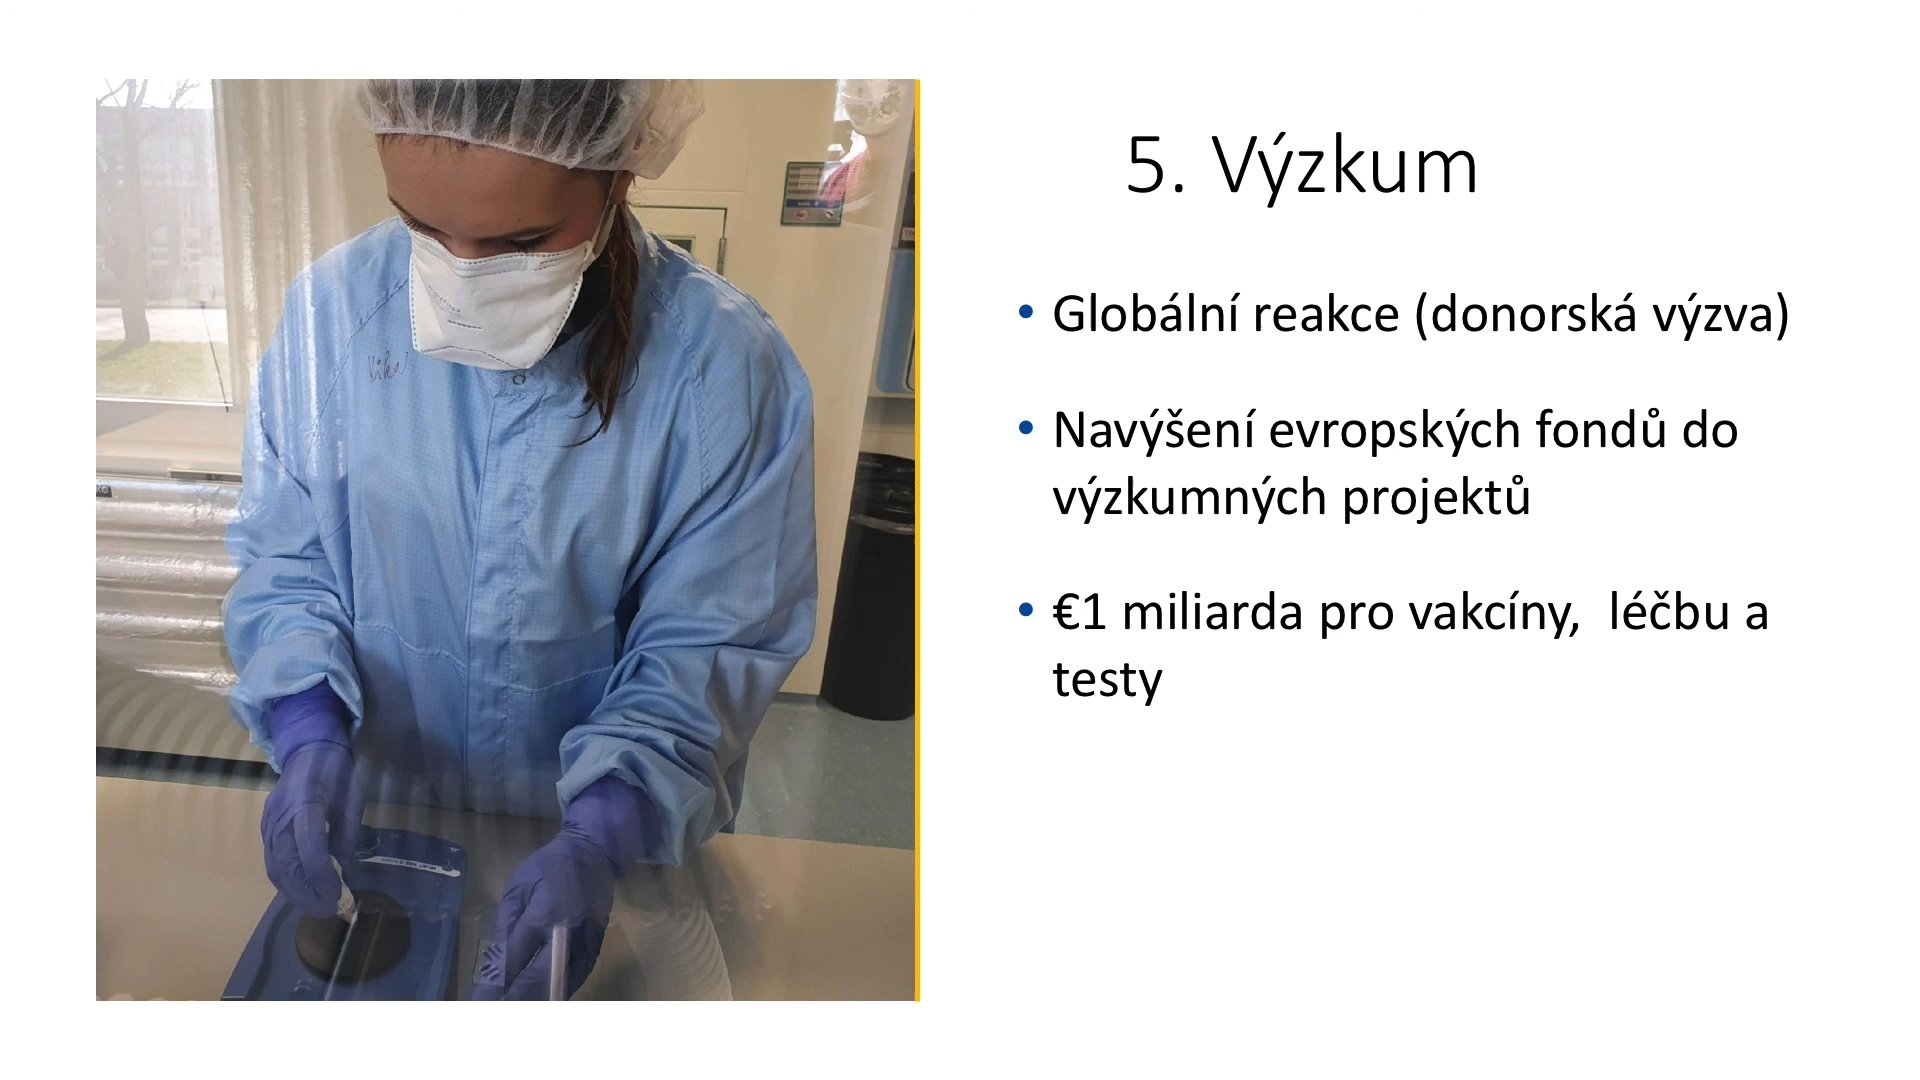 5. Výzkum
• Globální reakce (donorská výzva)
• Navýšení evropských fondů do
výzkumných projektů
• €1 miliarda pro vakcíny,  léčbu a
testy